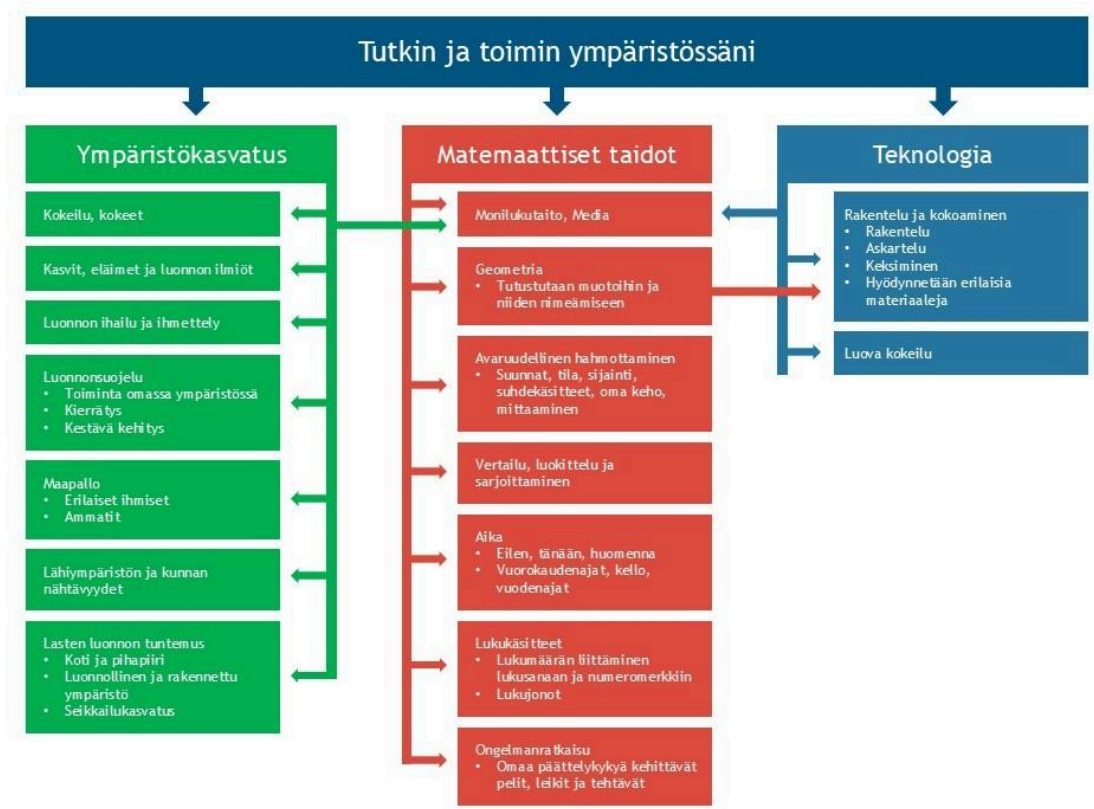 Tutkin ja toimin ympäristössäni
Ympäristökasvatus
Kokeilu, kokeet
Kasvit, eläimet ja luonnon ilmiöt
Luonnon ihailu ja ihmettely
Luonnonsuojelu
• Toiminta omassa ympäristössä
• Kierrätys
• Kestävä kehitys
Maapallo
• Erilaiset ihmiset
• Ammatit
Lähiympäristön ja kunnan
nähtävyydet
Lasten luonnon tuntemus
• Koti ja pihapiiri
• Luonnollinen ja rakennettu
ympäristö
• Seikkailukasvatus
Matemaattiset taidot
Monilukutaito, Media
Geometria
• Tutustutaan muotoihin ja
niiden nimeämiseen
Avaruudellinen hahmottaminen
• Suunnat, tila, sijainti,
suhdekäsitteet, oma keho,
mittaaminen
Vertailu, luokittelu ja
sarjoittaminen
Aika
• Eilen, tänään, huomenna
• Vuorokaudenajat, kello,
vuodenajat
Lukukäsitteet
• Lukumäärän liittäminen
lukusanaan ja numeromerkkiin
• Lukujonot
Ongelmanratkaisu
• Omaa päättelykykyä kehittävät
pelit, leikit ja tehtävät
Teknologia
Rakentelu ja kokoaminen
• Rakentelu
• Askartelu
• Keksiminen
• Hyödynnetään erilaisia
materiaaleja
Luova kokeilu